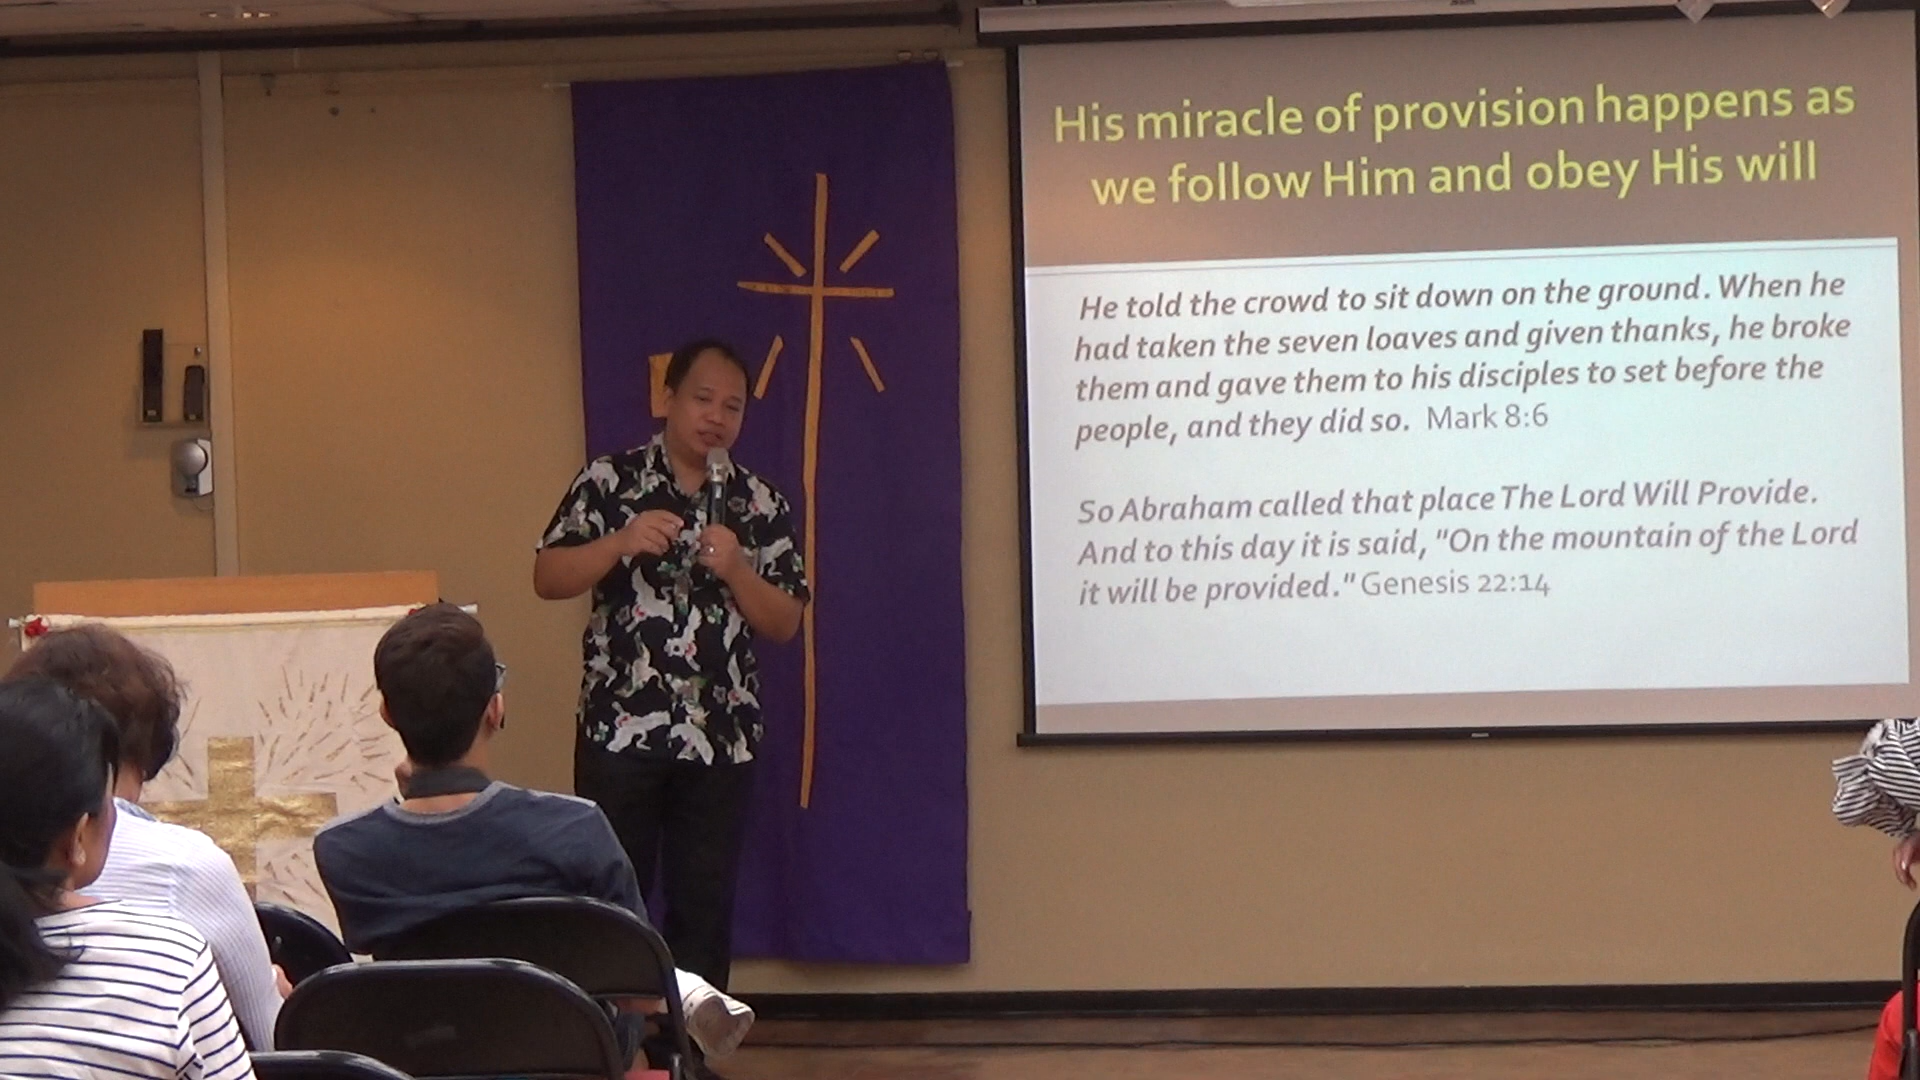 His miracle of provision happens as
we follow Him and obey His will
He told the crowd to sit down on the ground. When he
had taken the seven loaves and given thanks, he broke
them and gave them to his disciples to set before the
people, and they did so. Mark 8:6
So Abraham called that place The Lord Will Provide.
And to this day it is said, "On the mountain of the Lord
it will be provided." Genesis 22:14